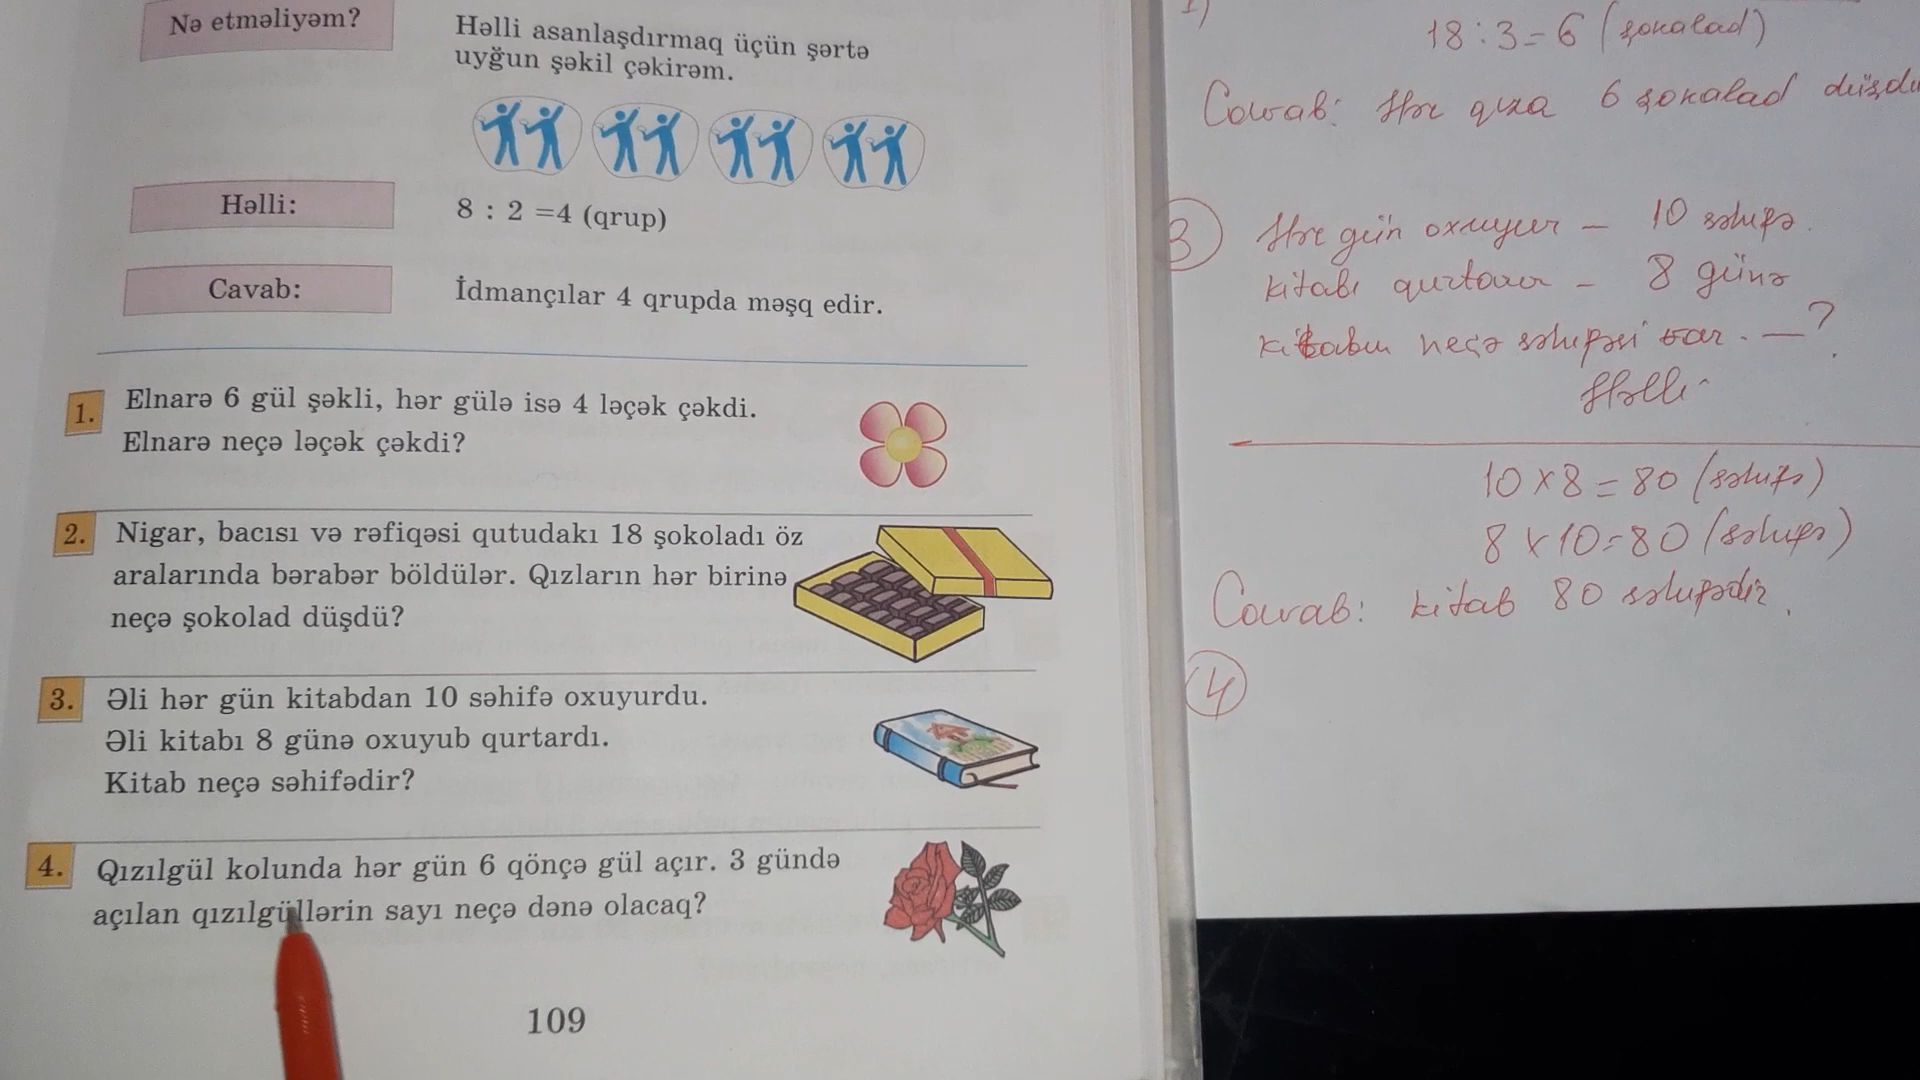 Nə etməliyəm?
Həlli asanlaşdırmaq üçün şərtə
uyğun şəkil çəkirəm.
Həlli:
8 : 2 =4 (qrup)
Cavab:
İdmançılar 4 qrupda məşq edir.
1. Elnarə 6 gül şəkli, hər gülə isə 4 ləçək çəkdi.
Elnarə neçə ləçək çəkdi?
2. Nigar, bacısı və rəfiqəsi qutudakı 18 şokoladı öz
aralarında bərabər böldülər. Qızların hər birinə
neçə şokolad düşdü?
3. Əli hər gün kitabdan 10 səhifə oxuyurdu.
Əli kitabı 8 günə oxuyub qurtardı.
Kitab neçə səhifədir?
4. Qızılgül kolunda hər gün 6 qönçə gül açır. 3 gündə
açılan qızılgüllərin sayı neçə dənə olacaq?
109
18 : 3 = 6 (şokalad)
Cavab: Hər qıza 6 şokalad düşdü
3 Hər gün oxuyur – 10 səhifə.
kitabı qurtarır – 8 günə
kitabın neçə səhifəsi var. — ?
Həlli
10 x 8 = 80 (səhifə)
8 x 10 = 80 (səhifə)
Cavab: kitab 80 səhifədir.
4